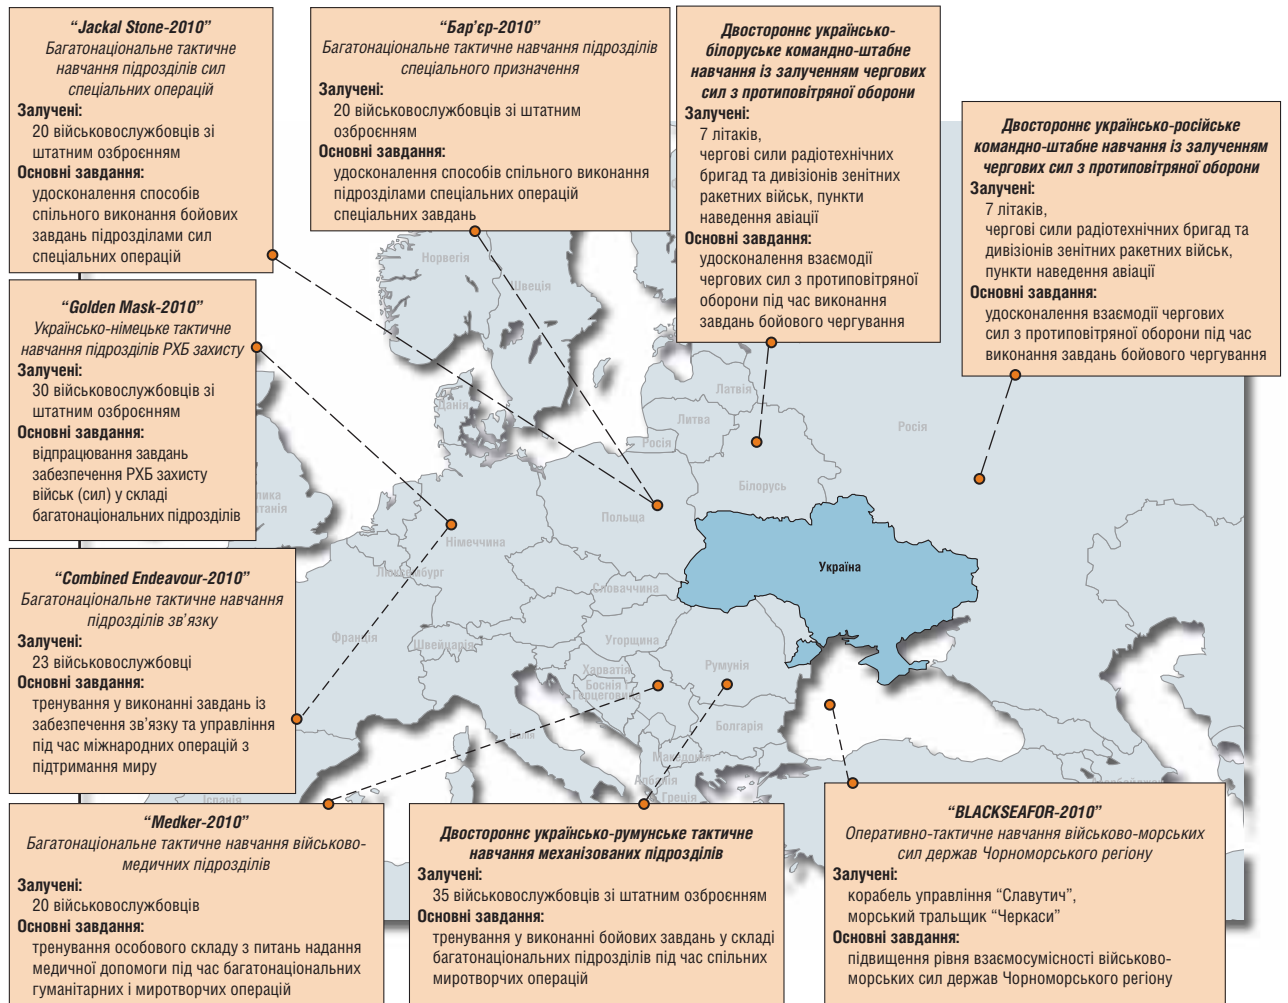 “Jackal Stone-2010”
Багатонаціональне тактичне
навчання підрозділів сил
спеціальних операцій
Залучені:
20 військовослужбовців зі
штатним озброєнням
Основні завдання:
удосконалення способів
спільного виконання бойових
завдань підрозділами сил
спеціальних операцій
“Бар’єр-2010”
Багатонаціональне тактичне навчання підрозділів
спеціального призначення
Залучені:
20 військовослужбовців зі штатним
озброєнням
Основні завдання:
удосконалення способів спільного виконання
підрозділами спеціальних операцій
спеціальних завдань
Двостороннє українсько-
білоруське командно-штабне
навчання із залученням чергових
сил з протиповітряної оборони
Залучені:
7 літаків,
чергові сили радіотехнічних
бригад та дивізіонів зенітних
ракетних військ, пункти
наведення авіації
Основні завдання:
удосконалення взаємодії
чергових сил з протиповітряної
оборони під час виконання
завдань бойового чергування
Двостороннє українсько-російське
командно-штабне навчання із залученням
чергових сил з протиповітряної оборони
Залучені:
7 літаків,
чергові сили радіотехнічних бригад та
дивізіонів зенітних ракетних військ,
пункти наведення авіації
Основні завдання:
удосконалення взаємодії чергових
сил з протиповітряної оборони під час
виконання завдань бойового чергування
“Golden Mask-2010”
Українсько-німецьке тактичне
навчання підрозділів РХБ захисту
Залучені:
30 військовослужбовців зі
штатним озброєнням
Основні завдання:
відпрацювання завдань
забезпечення РХБ захисту
військ (сил) у складі
багатонаціональних підрозділів
“Combined Endeavour-2010”
Багатонаціональне тактичне навчання
підрозділів зв’язку
Залучені:
23 військовослужбовці
Основні завдання:
тренування у виконанні завдань із
забезпечення зв’язку та управління
під час міжнародних операцій з
підтримання миру
Норвегія
Швеція
Данія
Латвія
Литва
Росія
Росія
Білорусь
Польща
Німеччина
Люксембург
Словаччина
Україна
Франція
Швейцарія
Угорщина
Румунія
Харватія
Боснія і
Герцеговина
Болгарія
Македонія
Албанія
Греція
Іспанія
“Medker-2010”
Багатонаціональне тактичне навчання військово-
медичних підрозділів
Залучені:
20 військовослужбовців
Основні завдання:
тренування особового складу з питань надання
медичної допомоги під час багатонаціональних
гуманітарних і миротворчих операцій
Двостороннє українсько-румунське тактичне
навчання механізованих підрозділів
Залучені:
35 військовослужбовців зі штатним озброєнням
Основні завдання:
тренування у виконанні бойових завдань у складі
багатонаціональних підрозділів під час спільних
миротворчих операцій
“BLACKSEAFOR-2010”
Оперативно-тактичне навчання військово-морських
сил держав Чорноморського регіону
Залучені:
корабель управління “Славутич”,
морський тральщик “Черкаси”
Основні завдання:
підвищення рівня взаємосумісності військово-
морських сил держав Чорноморського регіону